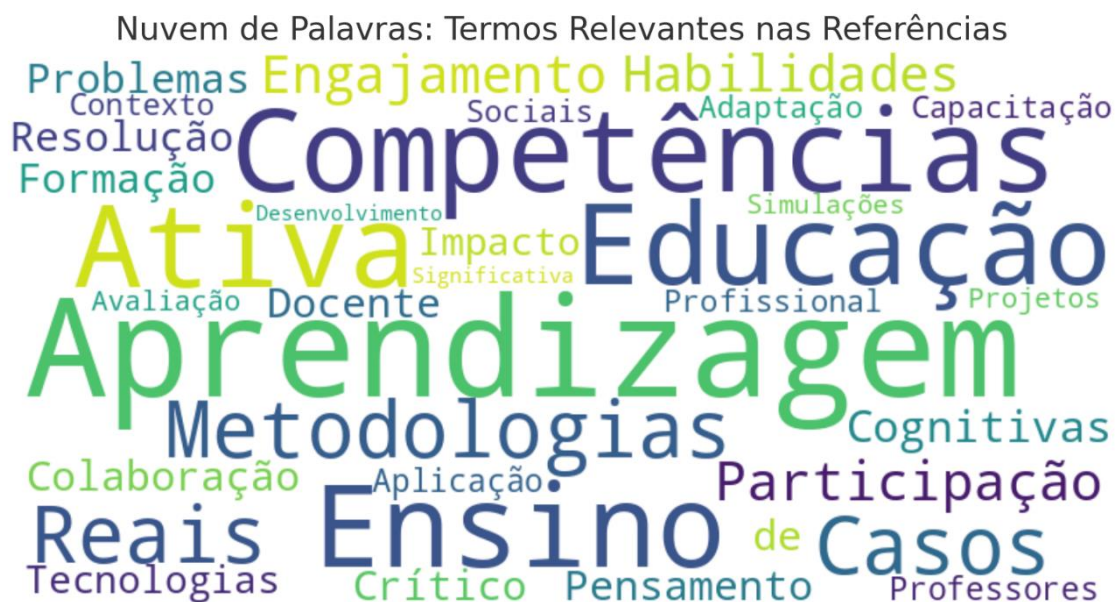 Nuvem de Palavras: Termos Relevantes nas Referências
Problemas Engajamento Habilidades
Contexto Sociais Adaptação Capacitação
Resolução Competências
Formação
Desenvolvimento Simulações
Ativa Impacto Educação
Significativa
Avaliação Docente Profissional Projetos
Aprendizagem
Metodologias Cognitivas
Colaboração Aplicação Participação
Reais Ensino de Casos
Tecnologias Crítico Pensamento Professores